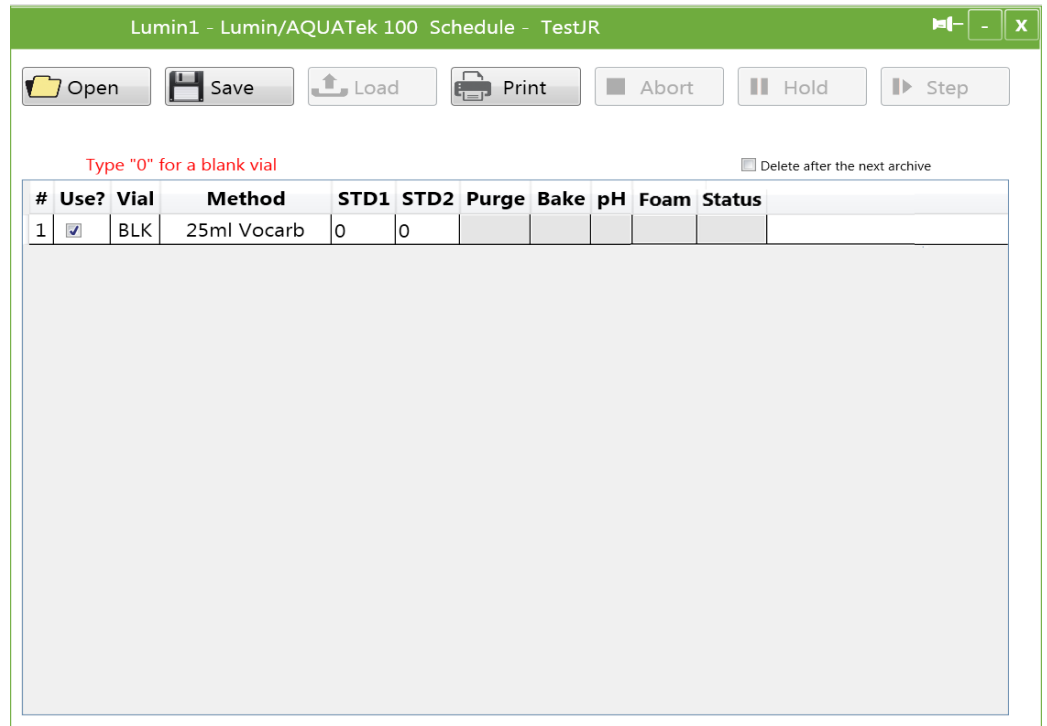 Lumin1 - Lumin/AQUATek 100 Schedule - TestJR - X
Open Save Load Print Abort Hold Step
Type "0" for a blank vial Delete after the next archive
# Use? Vial Method STD1 STD2 Purge Bake pH Foam Status
1 BLK 25ml Vocarb 0 0